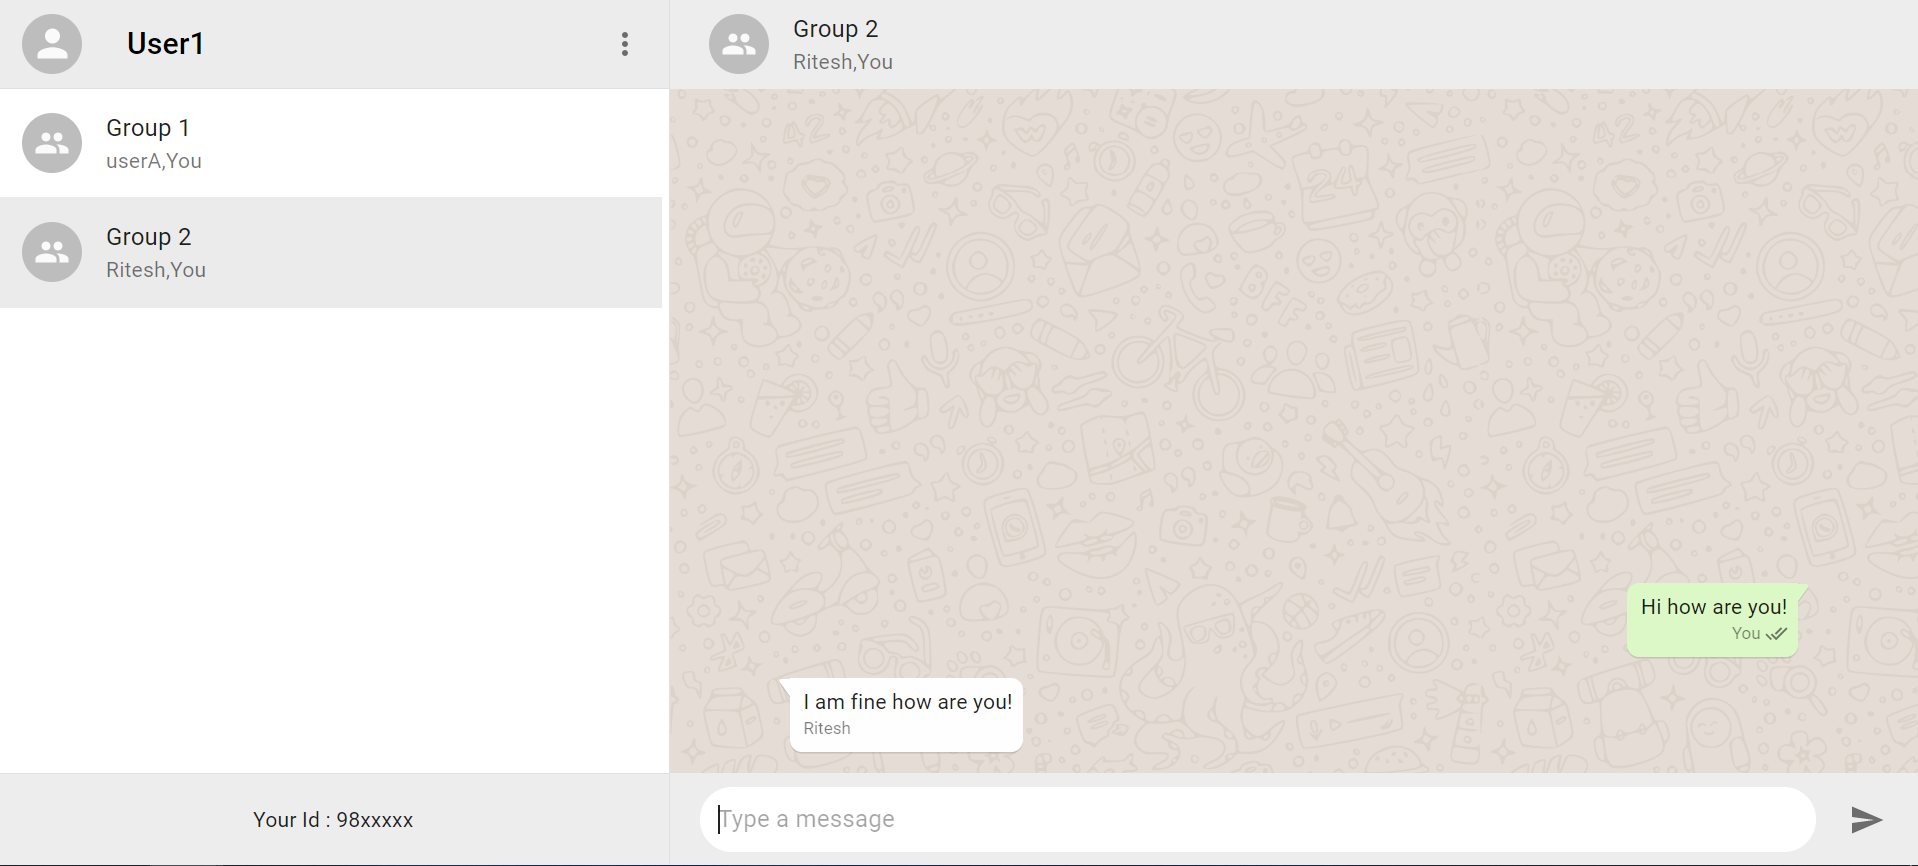 User1
Group 1
userA,You
Group 2
Ritesh,You
Your Id : 98xxxxx
Group 2
Ritesh,You
24
Hi how are you!
You
I am fine how are you!
Ritesh
Type a message